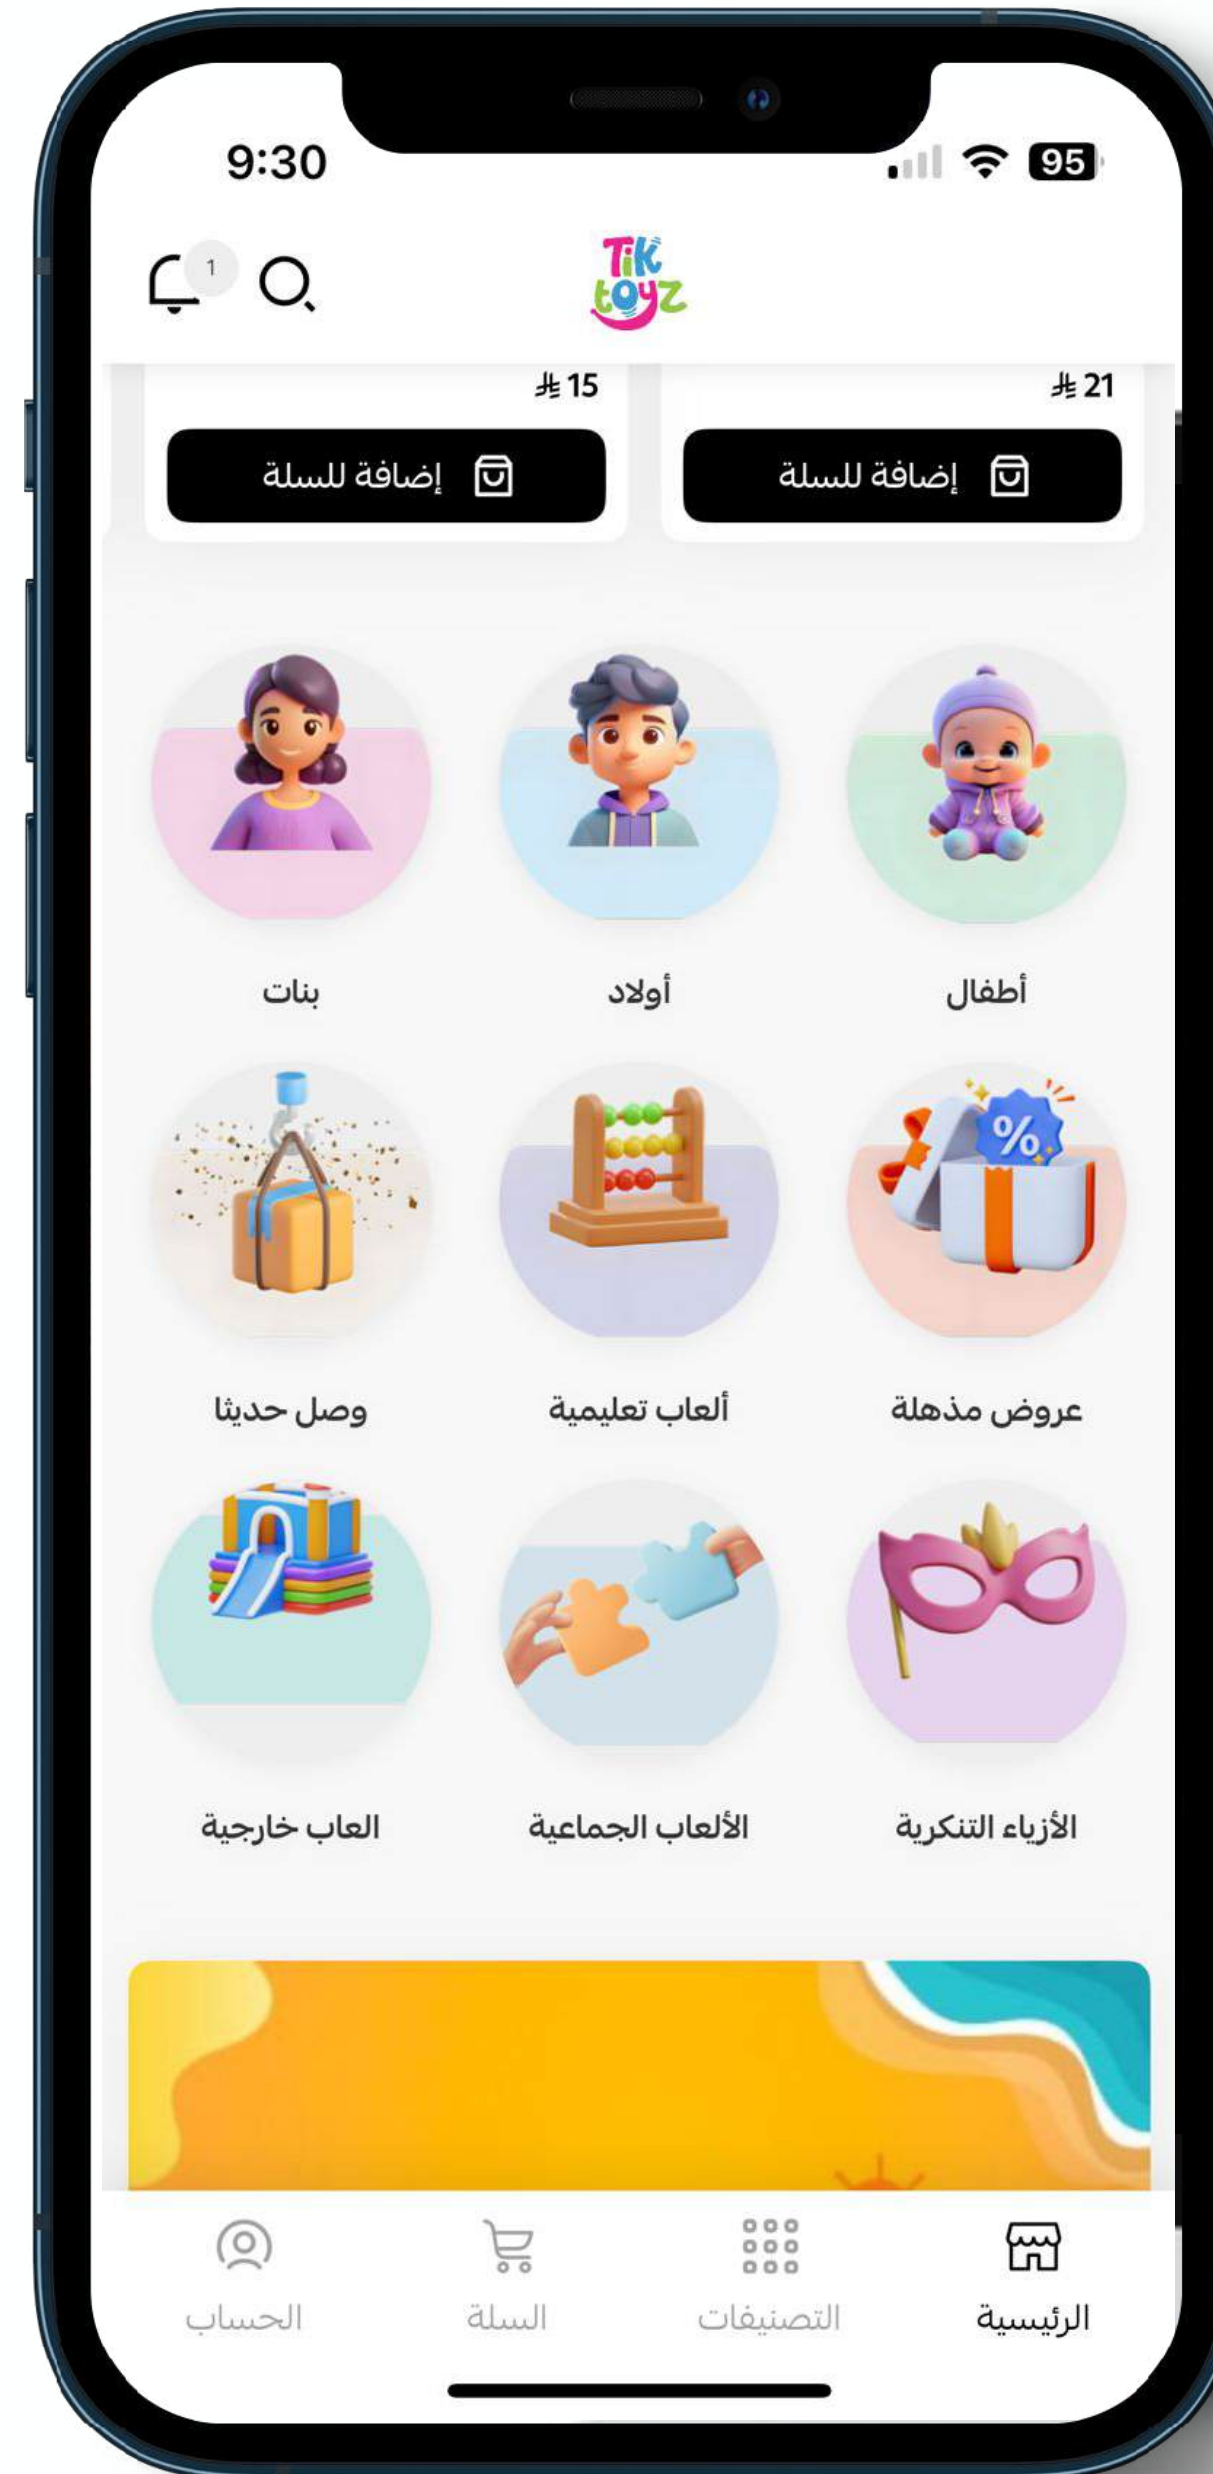 9:30
95
1
Tik
toyz
21 ⃁
15 ⃁
إضافة للسلة
إضافة للسلة
أطفال
أولاد
بنات
%
عروض مذهلة
ألعاب تعليمية
وصل حديثا
الأزياء التنكرية
الألعاب الجماعية
العاب خارجية
الرئيسية
التصنيفات
السلة
الحساب